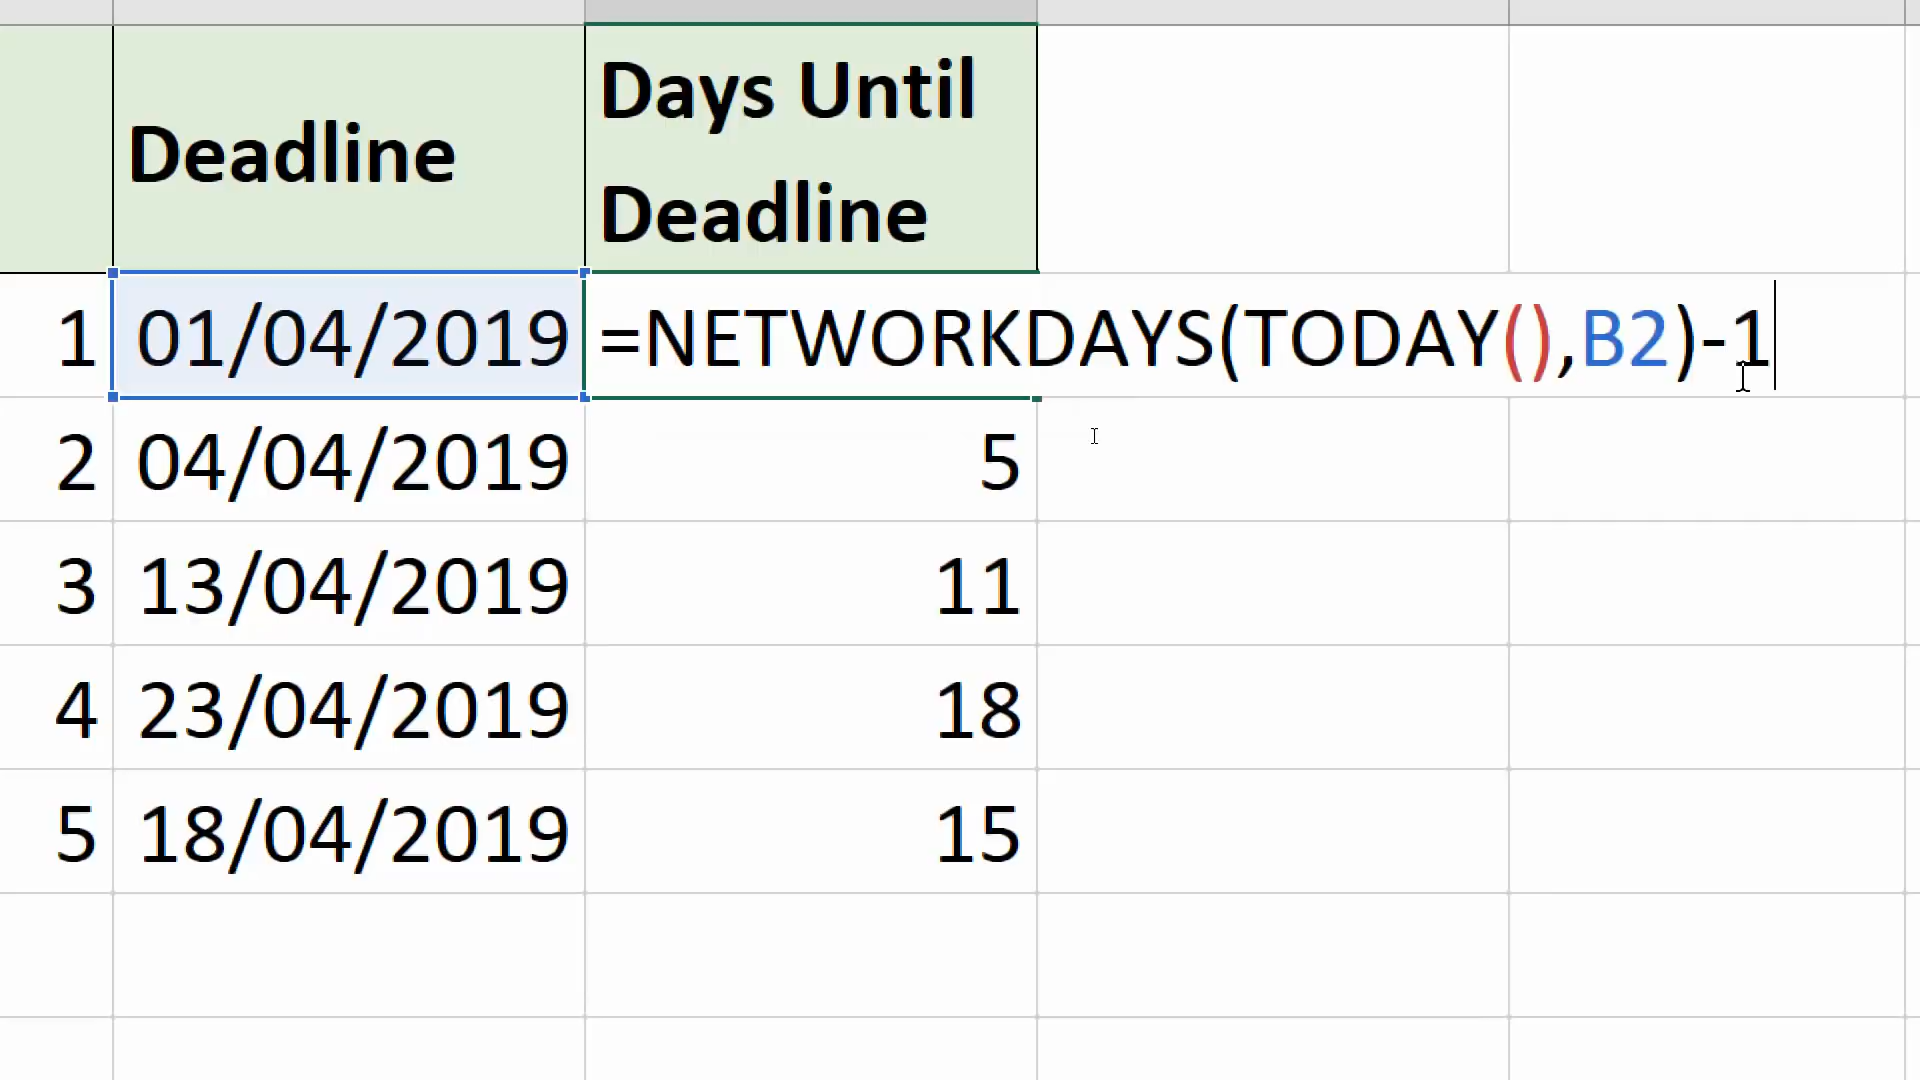 Deadline
Days Until
Deadline
1 01/04/2019 =NETWORKDAYS(TODAY(),B2)-1
2 04/04/2019 5
3 13/04/2019 11
4 23/04/2019 18
5 18/04/2019 15